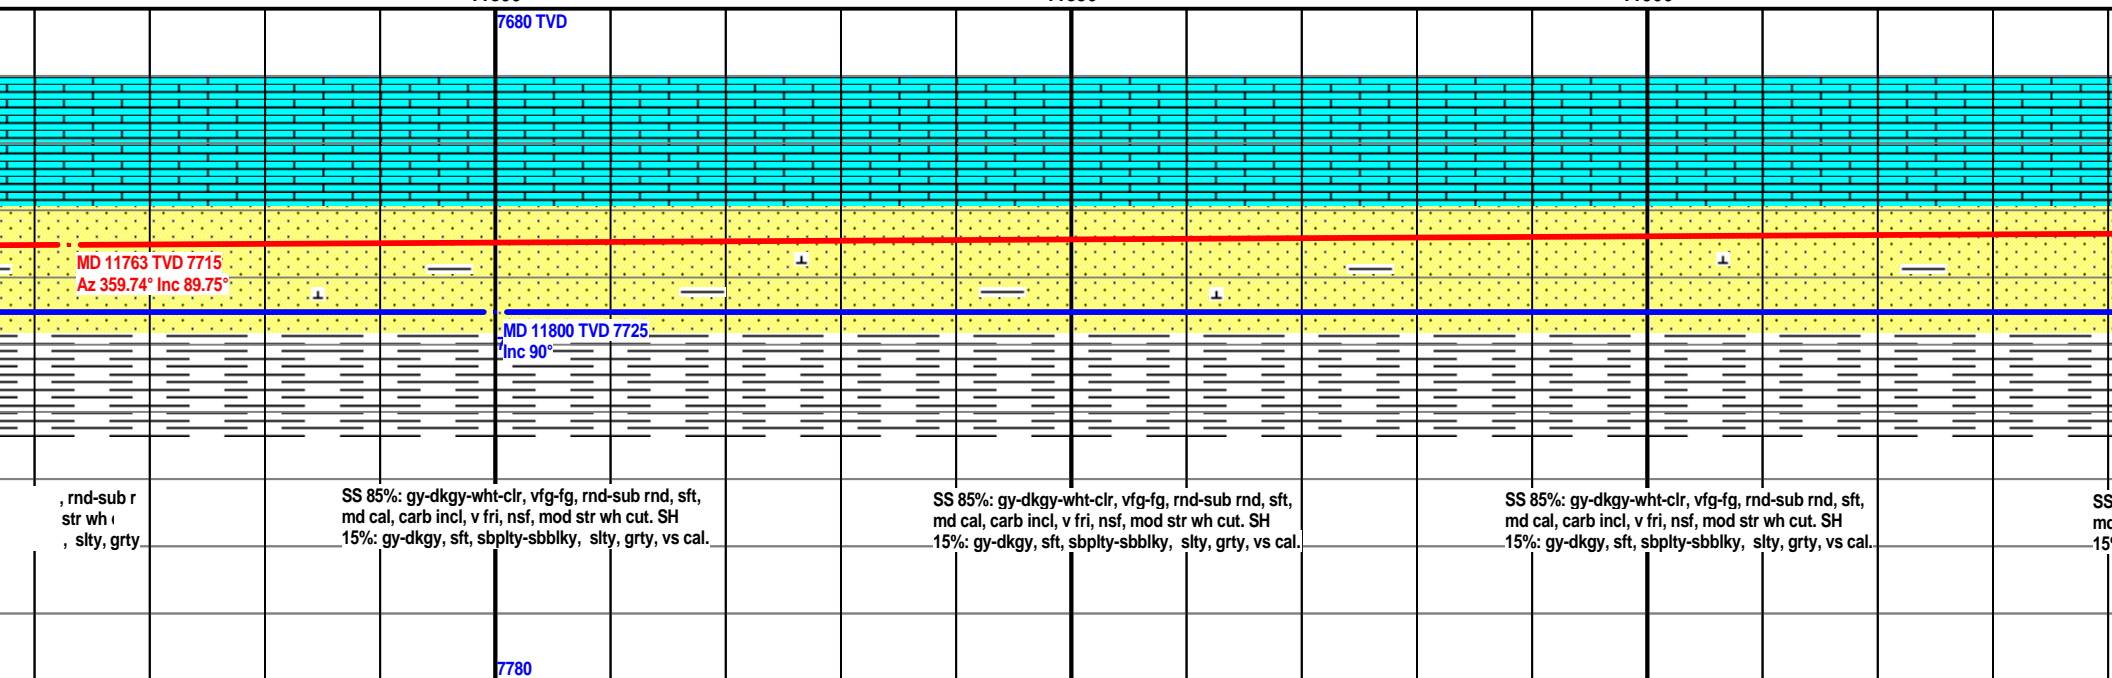 7680 TVD
MD 11763 TVD 7715
Az 359.74° Inc 89.75°
MD 11800 TVD 7725
Inc 90°
, rnd-sub r
str wh
, slty, grty
SS 85%: gy-dkgy-wht-clr, vfg-fg, rnd-sub rnd, sft,
md cal, carb incl, v fri, nsf, mod str wh cut. SH
15%: gy-dkgy, sft, sbplty-sbblky, slty, grty, vs cal.
SS 85%: gy-dkgy-wht-clr, vfg-fg, rnd-sub rnd, sft,
md cal, carb incl, v fri, nsf, mod str wh cut. SH
15%: gy-dkgy, sft, sbplty-sbblky, slty, grty, vs cal.
SS 85%: gy-dkgy-wht-clr, vfg-fg, rnd-sub rnd, sft,
md cal, carb incl, v fri, nsf, mod str wh cut. SH
15%: gy-dkgy, sft, sbplty-sbblky, slty, grty, vs cal.
SS
15
7780